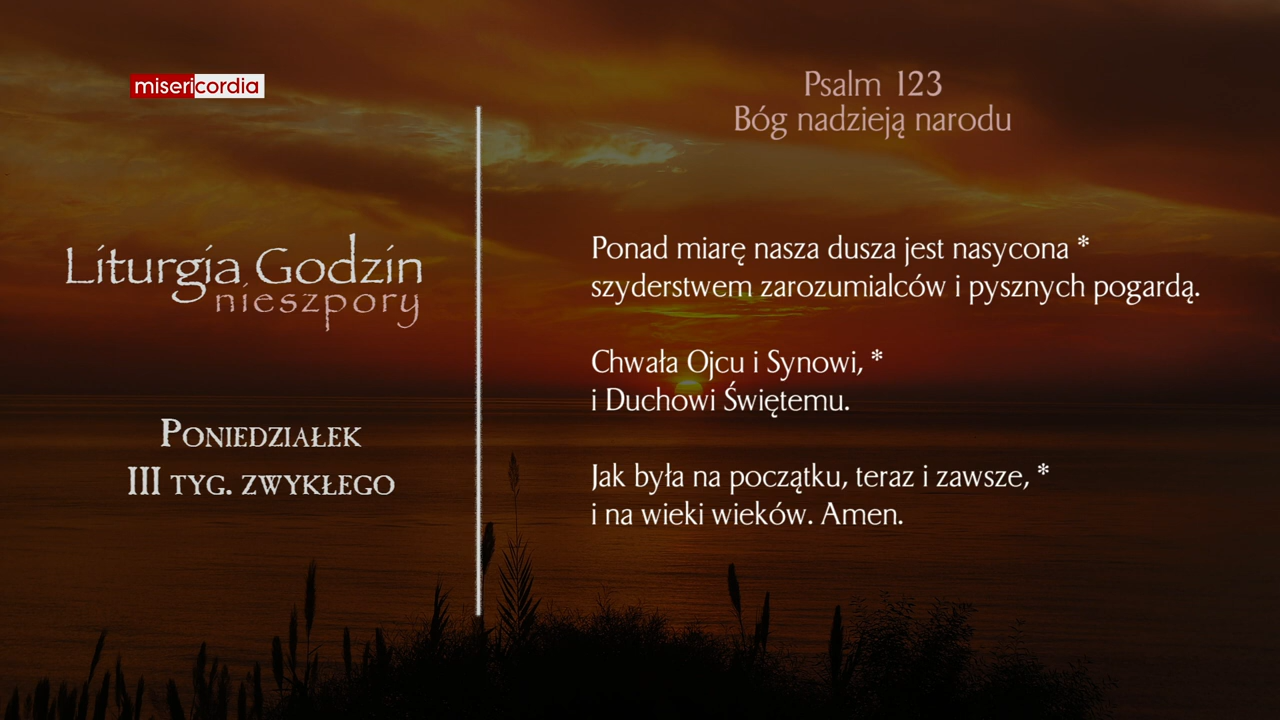 misericordia
Liturgia Godzin
nieszpory
Poniedziałek
III tyg. zwykłego
Psalm 123
Bóg nadzieją narodu
Ponad miarę nasza dusza jest nasycona *
szyderstwem zarozumialców i pysznych pogardą.
Chwała Ojcu i Synowi, *
i Duchowi Świętemu.
Jak była na początku, teraz i zawsze, *
i na wieki wieków. Amen.